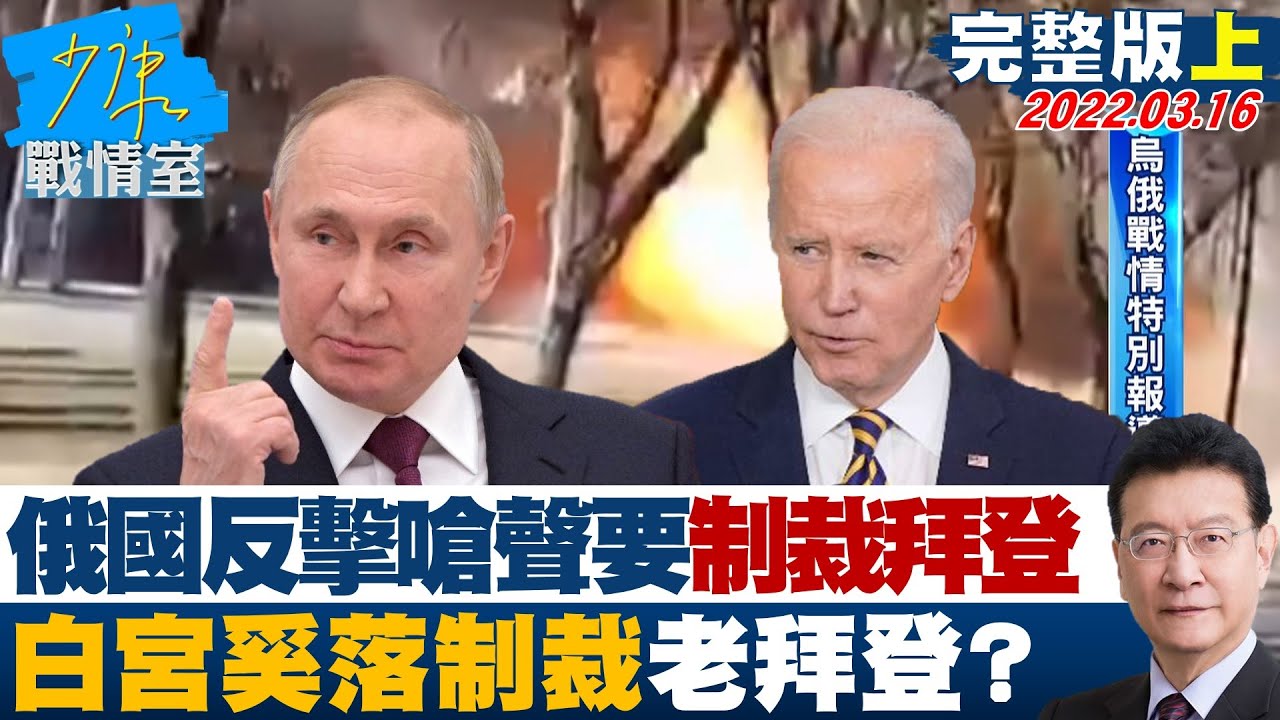 少康
戰情室
完整版上
2022.03.16
烏俄戰情特別報導
俄國反擊嗆聲要制裁拜登
白宮奚落制裁老拜登?